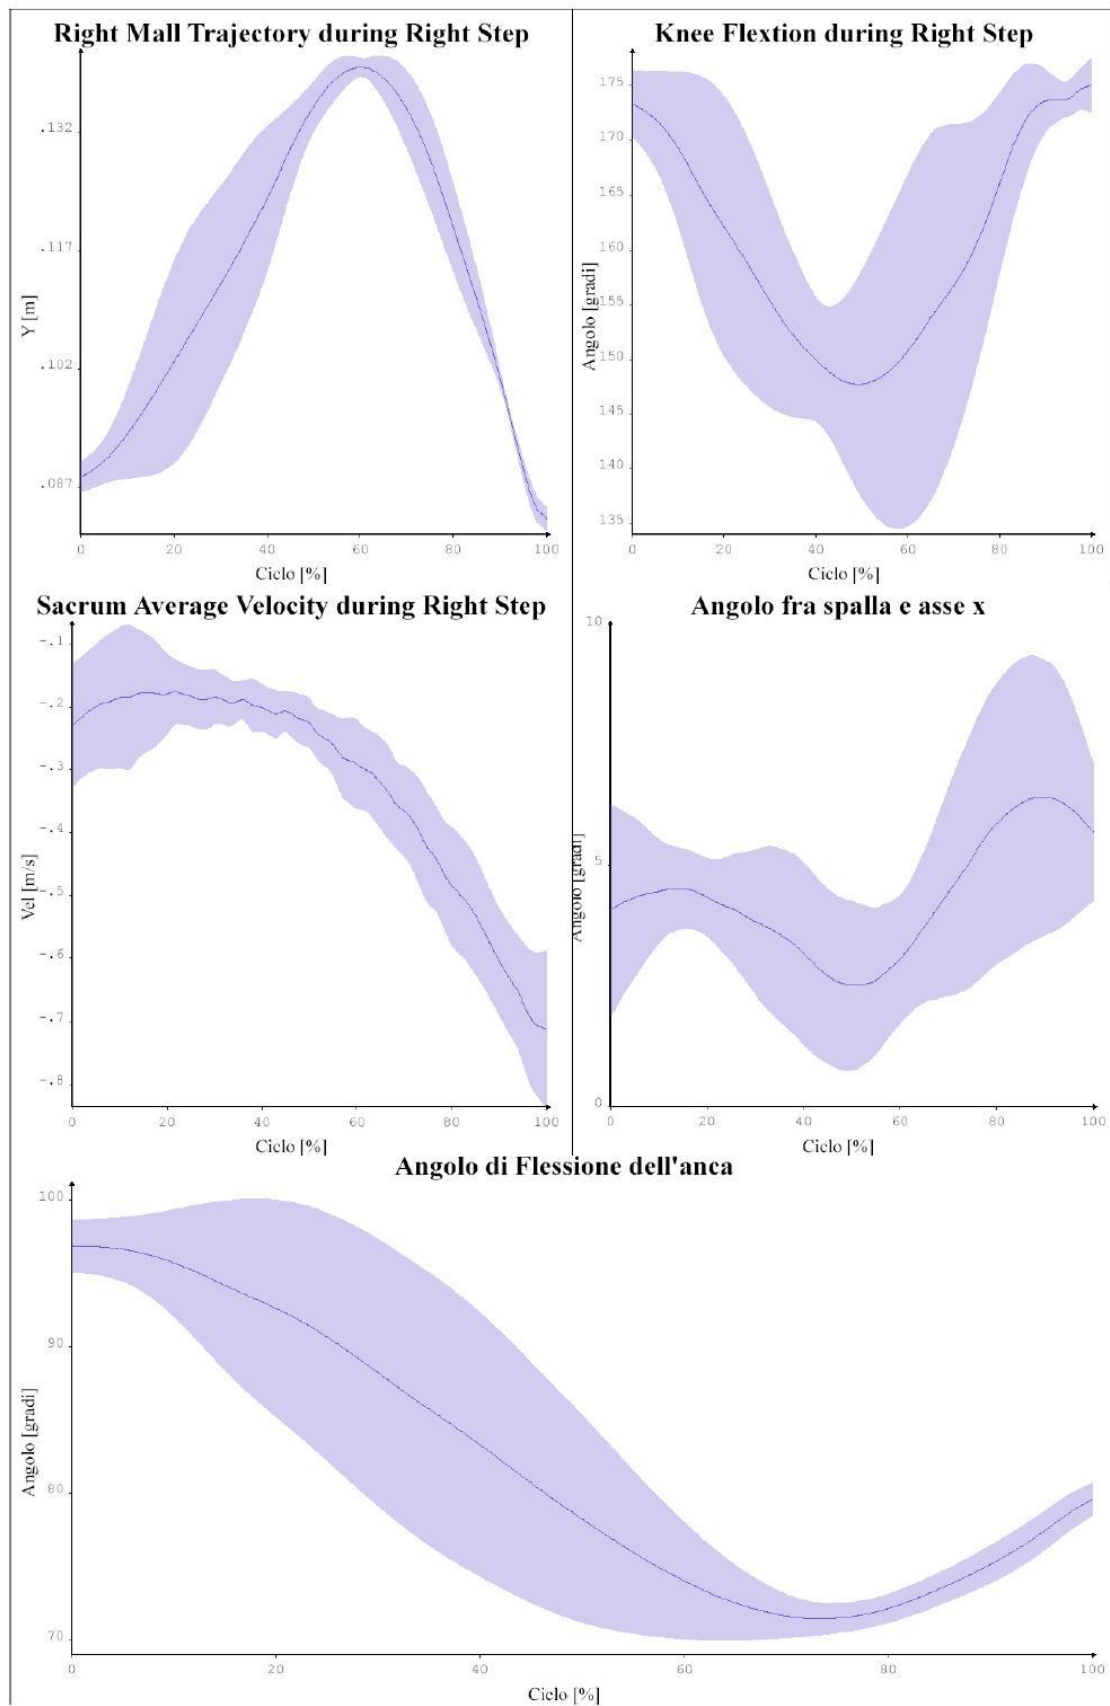 Right Mall Trajectory during Right Step
.132
.117
.102
.087
Y [m]
0 20 40 60 80 100
Ciclo [%]
Knee Flextion during Right Step
175
170
165
160
155
150
145
140
135
Angolo [gradi]
0 20 40 60 80 100
Ciclo [%]
Sacrum Average Velocity during Right Step
-.1
-.2
-.3
-.4
-.5
-.6
-.7
-.8
Vel [m/s]
0 20 40 60 80 100
Ciclo [%]
Angolo fra spalla e asse x
10
5
0
Angolo [gradi]
0 20 40 60 80 100
Ciclo [%]
Angolo di Flessione dell'anca
100
90
80
70
Angolo [gradi]
0 20 40 60 80 100
Ciclo [%]